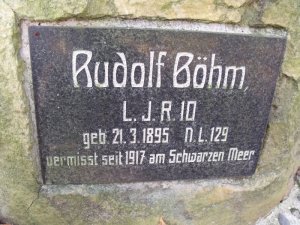 Rudolf Böhm,
L. J. R. 10
geb. 21. 3. 1895 N. L. 129
vermisst seit 1917 am Schwarzen Meer